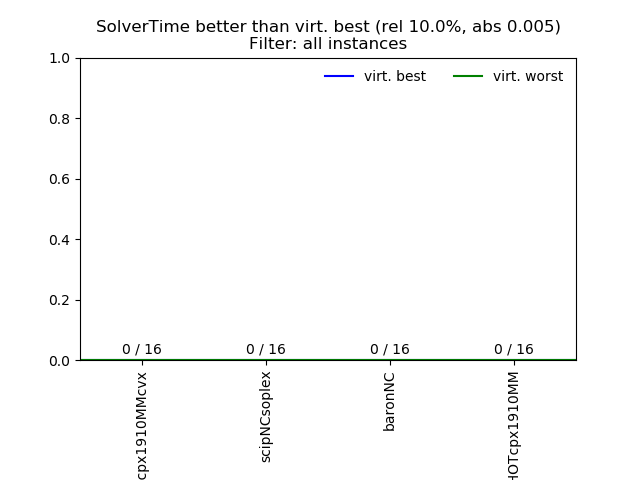 SolverTime better than virt. best (rel 10.0%, abs 0.005)
Filter: all instances
virt. best
virt. worst
1.0
0.8
0.6
0.4
0.2
0.0
0 / 16
0 / 16
0 / 16
0 / 16
cpx1910MMcvx
scipNCsoplex
baronNC
HOTcpx1910MM